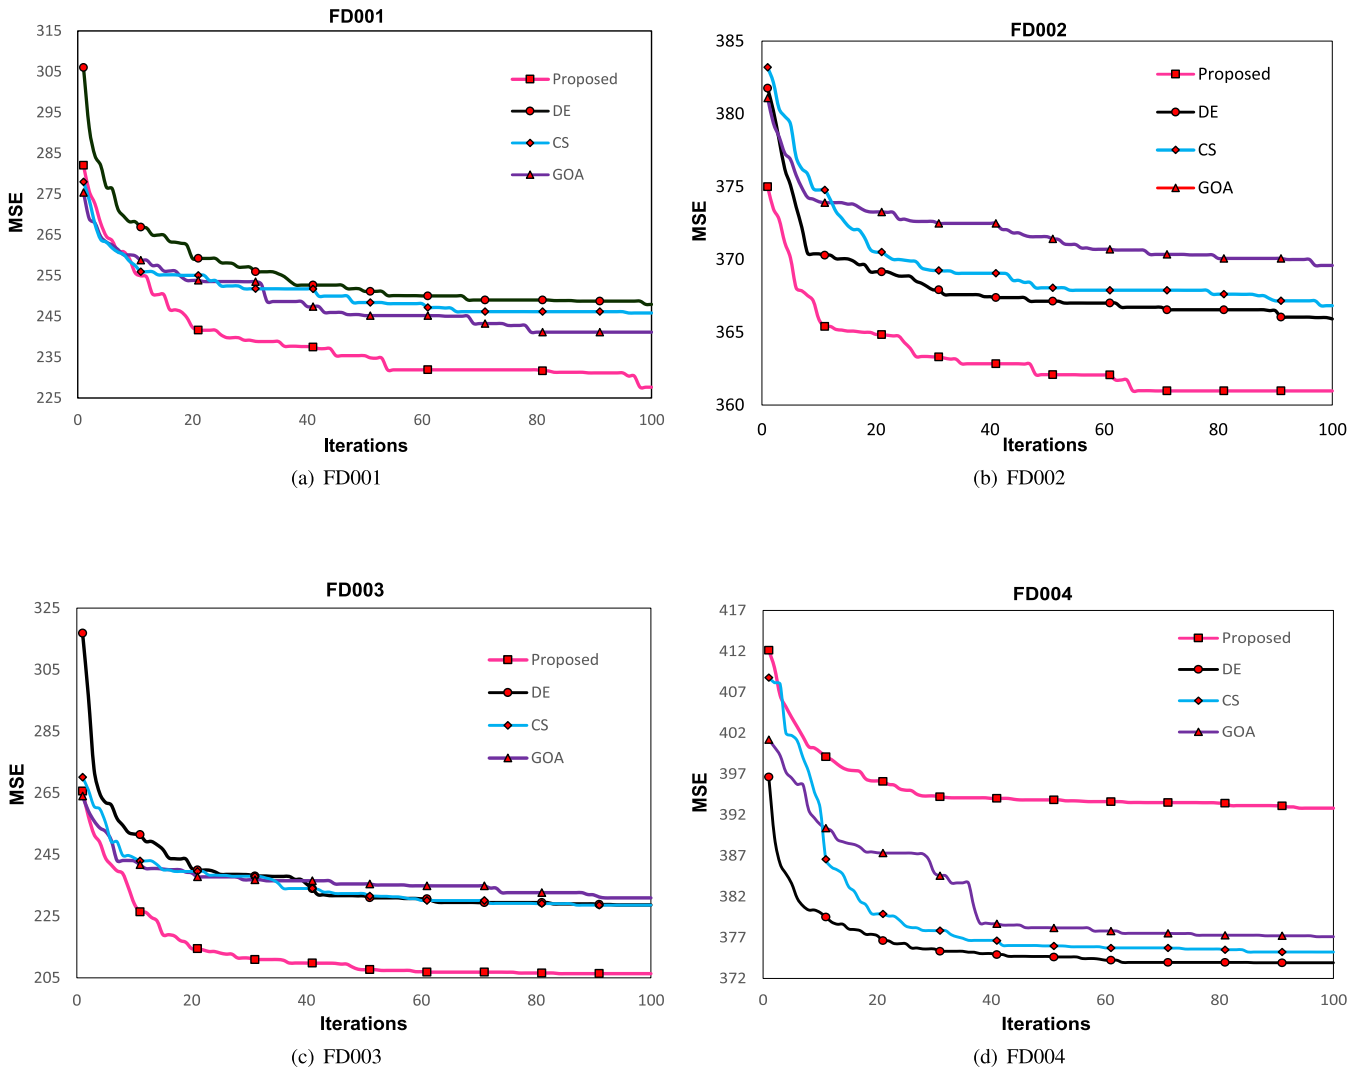 FD001
MSE
315
305
295
285
275
265
255
245
235
225
0 20 40 60 80 100
Iterations
Proposed
DE
CS
GOA
(a) FD001
FD002
MSE
385
380
375
370
365
360
0 20 40 60 80 100
Iterations
Proposed
DE
CS
GOA
(b) FD002
FD003
MSE
325
305
285
265
245
225
205
0 20 40 60 80 100
Iterations
Proposed
DE
CS
GOA
(c) FD003
FD004
MSE
417
412
407
402
397
392
387
382
377
372
0 20 40 60 80 100
Iterations
Proposed
DE
CS
GOA
(d) FD004